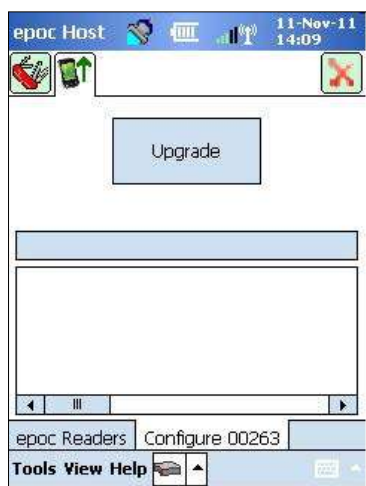 epoc Host
11-Nov-11
14:09
Upgrade
epoc Readers
Configure 00263
Tools View Help